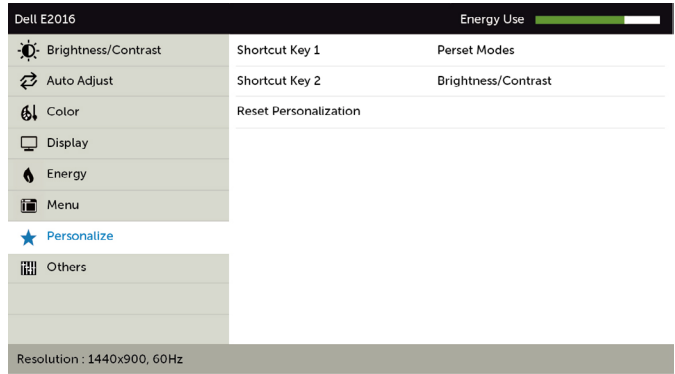 Dell E2016 Energy Use
Brightness/Contrast Shortcut Key 1 Perset Modes
Auto Adjust Shortcut Key 2 Brightness/Contrast
Color Reset Personalization
Display
Energy
Menu
Personalize
Others
Resolution : 1440x900, 60Hz